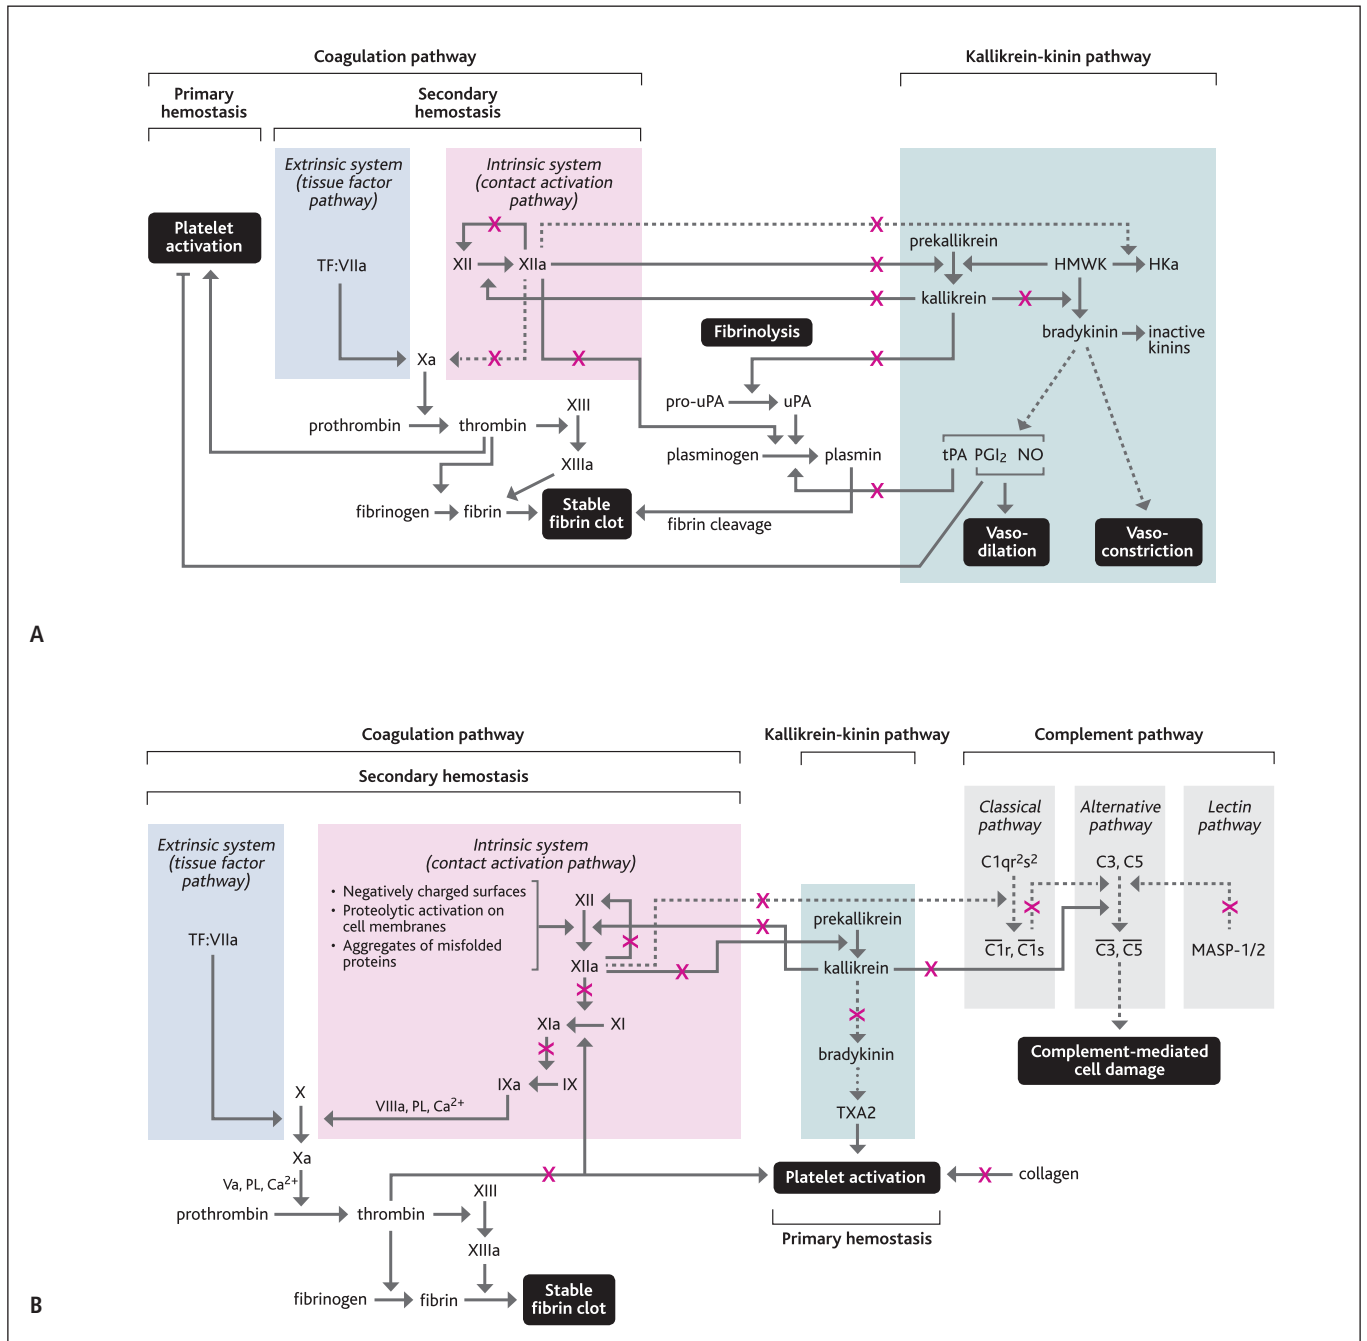 Coagulation pathway
Kallikrein-kinin pathway
Primary
hemostasis
Secondary
hemostasis
Extrinsic system
(tissue factor
pathway)
Intrinsic system
(contact activation
pathway)
Platelet
activation
X
X
prekallikrein
TF:VIIa
XII
XIIa
X
HMWK
HKa
X
kallikrein
X
Fibrinolysis
bradykinin
inactive
kinins
Xa
X
X
X
pro-uPA
uPA
XIII
prothrombin
thrombin
plasminogen
plasmin
tPA
PGI2
NO
XIIIa
X
fibrinogen
fibrin
Stable
fibrin clot
fibrin cleavage
Vaso-
dilation
Vaso-
constriction
A
Coagulation pathway
Kallikrein-kinin pathway
Complement pathway
Secondary hemostasis
Classical
pathway
Alternative
pathway
Lectin
pathway
Extrinsic system
(tissue factor
pathway)
Intrinsic system
(contact activation pathway)
C1qr²s²
C3, C5
• Negatively charged surfaces
• Proteolytic activation on
cell membranes
• Aggregates of misfolded
proteins
XII
X
X
X
X
prekallikrein
TF:VIIa
X
C̅1̅r, C̅1̅s
C̅3̅, C̅5̅
MASP-1/2
XIIa
X
kallikrein
X
X
X
XIa
XI
X
bradykinin
Complement-mediated
cell damage
IXa
IX
X
VIIIa, PL, Ca²⁺
TXA2
Xa
X
Platelet activation
X
collagen
Va, PL, Ca²⁺
XIII
prothrombin
thrombin
Primary hemostasis
XIIIa
fibrinogen
fibrin
Stable
fibrin clot
B